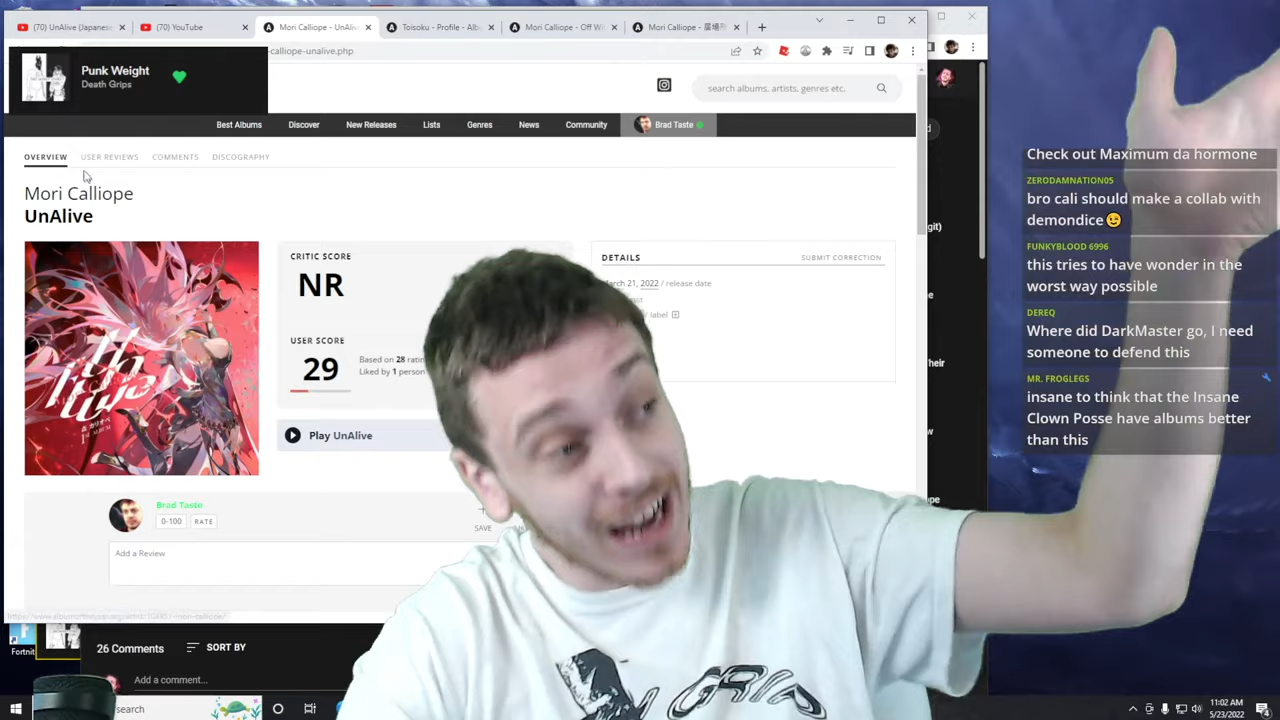 (70) UnAlive (Japanese
(70) YouTube
Mori Calliope - UnAliv
Toisoku - Profile - Albu
Mori Calliope - Off W
Mori Calliope - 居場所
-calliope-unalive.php
Punk Weight
Death Grips
search albums, artists, genres etc.
Best Albums
Discover
New Releases
Lists
Genres
News
Community
Brad Taste
OVERVIEW
USER REVIEWS
COMMENTS
DISCOGRAPHY
Mori Calliope
UnAlive
CRITIC SCORE
NR
USER SCORE
29
Based on 28 ratin
Liked by 1 person
Play UnAlive
DETAILS
SUBMIT CORRECTION
March 21, 2022 / release date
/ label
Brad Taste
0-100
RATE
SAVE
Add a Review
Check out Maximum da hormone
ZERODAMNATION05
bro cali should make a collab with
demondice 😉
FUNKYBLOOD 6996
this tries to have wonder in the
worst way possible
DEREQ
Where did DarkMaster go, I need
someone to defend this
MR. FROGLEGS
insane to think that the Insane
Clown Posse have albums better
than this
Fortnit
26 Comments
SORT BY
Add a comment...
search
11:02 AM
5/23/2022